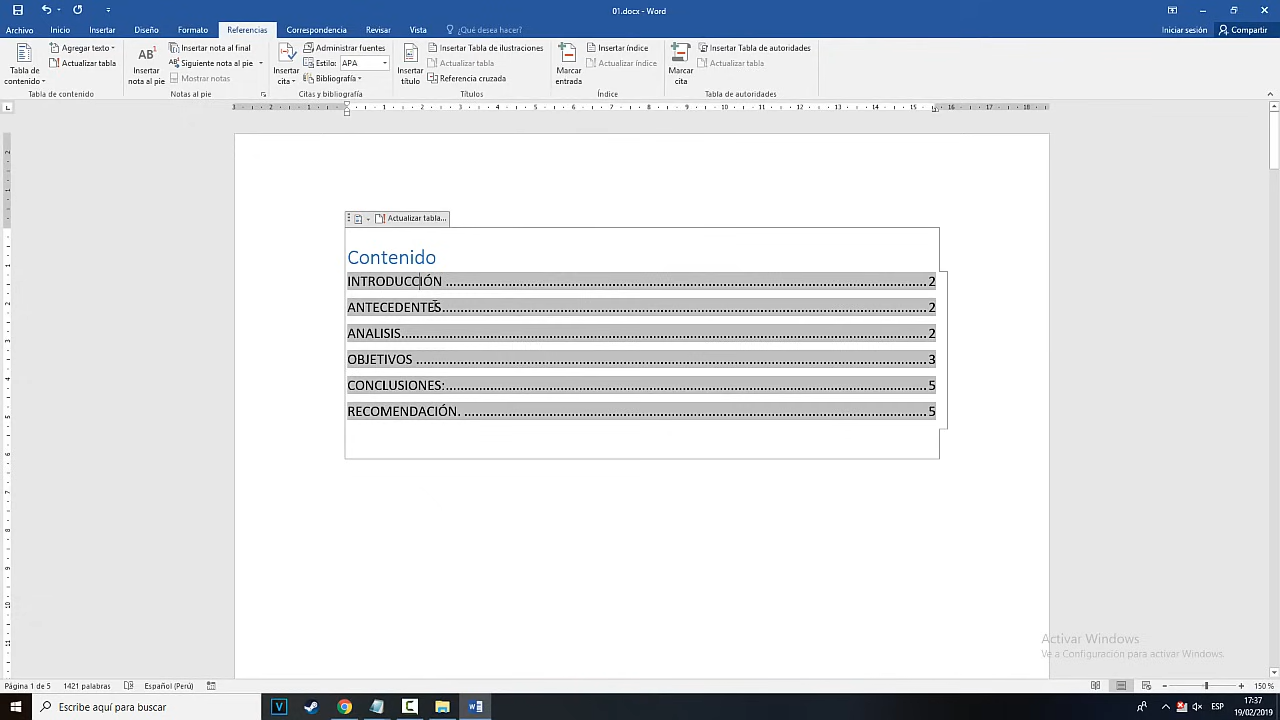 01.docx - Word
Archivo Inicio Insertar Diseño Formato Referencias Correspondencia Revisar Vista ¿Qué desea hacer? Iniciar sesión Compartir
Tabla de contenido
Agregar texto
Actualizar tabla
Tabla de contenido
AB1
Insertar nota al pie
Insertar nota al final
Siguiente nota al pie
Mostrar notas
Notas al pie
Insertar cita
Administrar fuentes
Estilo: APA
Bibliografía
Citas y bibliografía
Insertar título
Insertar Tabla de ilustraciones
Actualizar tabla
Referencia cruzada
Títulos
Marcar entrada
Insertar índice
Actualizar índice
Índice
Marcar cita
Insertar Tabla de autoridades
Actualizar tabla
Tabla de autoridades
Actualizar tabla...
Contenido
INTRODUCCIÓN ........ 2
ANTECEDENTES........ 2
ANALISIS........ 2
OBJETIVOS ........ 3
CONCLUSIONES:........ 5
RECOMENDACIÓN. ........ 5
Activar Windows
Ve a Configuración para activar Windows.
Página 1 de 5 1421 palabras Español (Perú) 150 %
Escribe aquí para buscar
ESP
17:37
19/02/2019